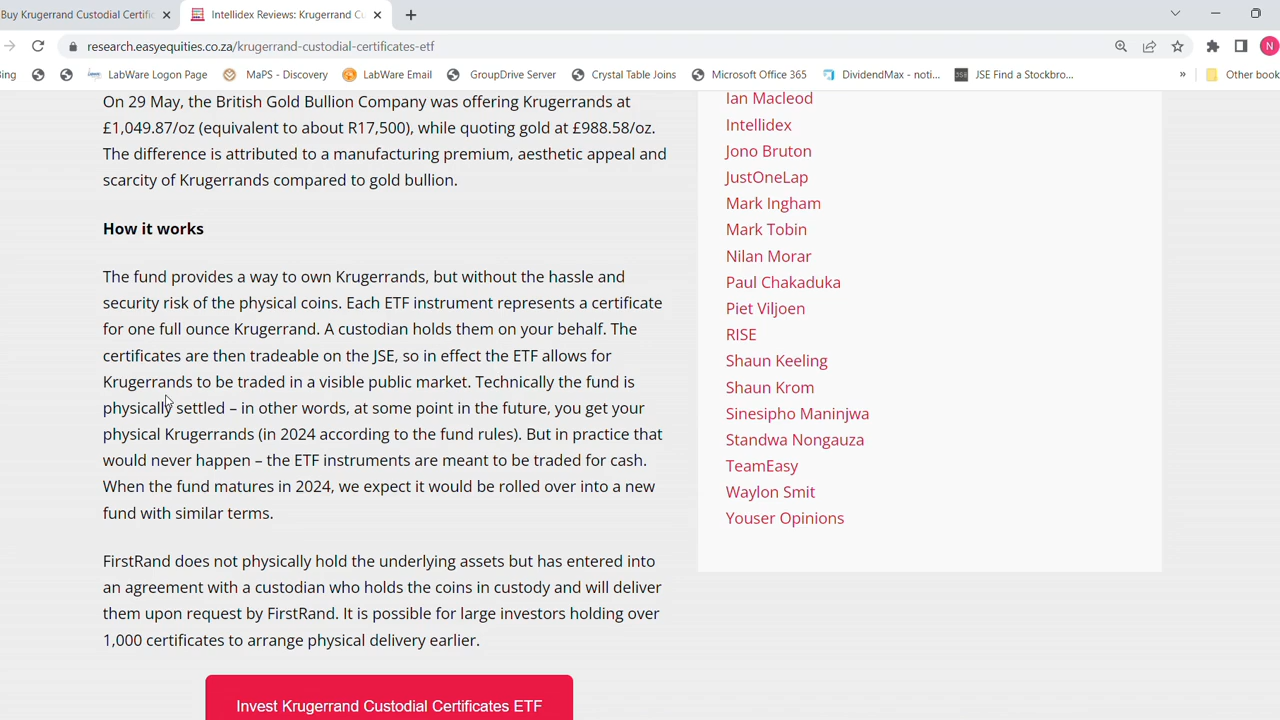 Buy Krugerrand Custodial Certific
Intellidex Reviews: Krugerrand Cu
research.easyequities.co.za/krugerrand-custodial-certificates-etf
N
ing
LabWare Logon Page
MaPS - Discovery
LabWare Email
GroupDrive Server
Crystal Table Joins
Microsoft Office 365
DividendMax - noti...
JSE Find a Stockbro...
»
Other book
On 29 May, the British Gold Bullion Company was offering Krugerrands at
£1,049.87/oz (equivalent to about R17,500), while quoting gold at £988.58/oz.
The difference is attributed to a manufacturing premium, aesthetic appeal and
scarcity of Krugerrands compared to gold bullion.
How it works
The fund provides a way to own Krugerrands, but without the hassle and
security risk of the physical coins. Each ETF instrument represents a certificate
for one full ounce Krugerrand. A custodian holds them on your behalf. The
certificates are then tradeable on the JSE, so in effect the ETF allows for
Krugerrands to be traded in a visible public market. Technically the fund is
physically settled – in other words, at some point in the future, you get your
physical Krugerrands (in 2024 according to the fund rules). But in practice that
would never happen – the ETF instruments are meant to be traded for cash.
When the fund matures in 2024, we expect it would be rolled over into a new
fund with similar terms.
FirstRand does not physically hold the underlying assets but has entered into
an agreement with a custodian who holds the coins in custody and will deliver
them upon request by FirstRand. It is possible for large investors holding over
1,000 certificates to arrange physical delivery earlier.
Invest Krugerrand Custodial Certificates ETF
Ian Macleod
Intellidex
Jono Bruton
JustOneLap
Mark Ingham
Mark Tobin
Nilan Morar
Paul Chakaduka
Piet Viljoen
RISE
Shaun Keeling
Shaun Krom
Sinesipho Maninjwa
Standwa Nongauza
TeamEasy
Waylon Smit
Youser Opinions